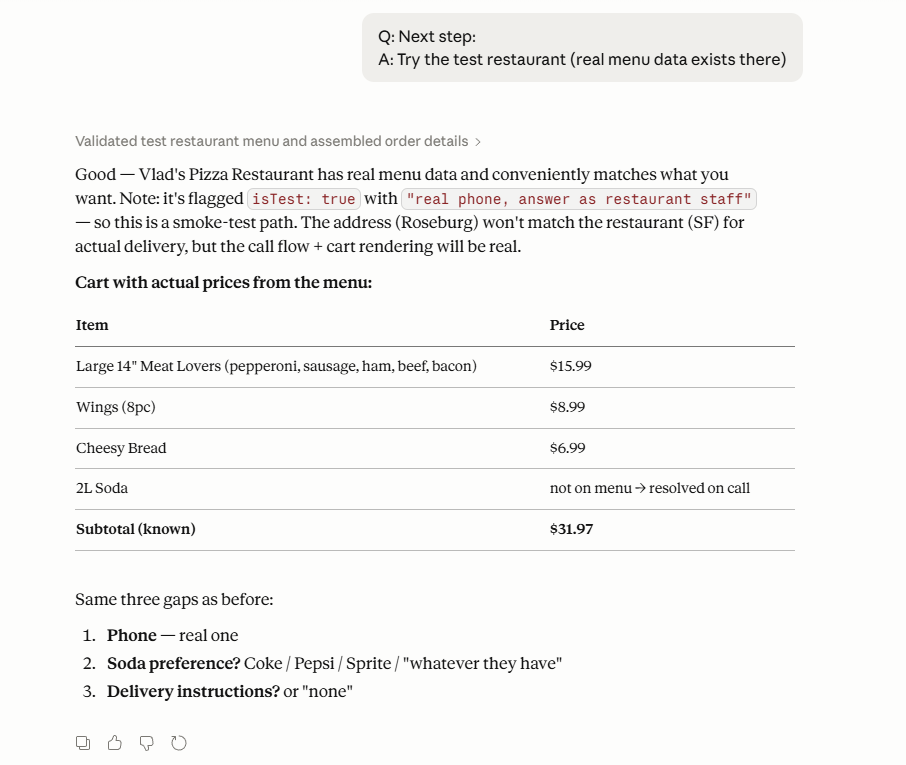 Q: Next step:
A: Try the test restaurant (real menu data exists there)
Validated test restaurant menu and assembled order details >
Good — Vlad's Pizza Restaurant has real menu data and conveniently matches what you
want. Note: it's flagged isTest: true with "real phone, answer as restaurant staff"
— so this is a smoke-test path. The address (Roseburg) won't match the restaurant (SF) for
actual delivery, but the call flow + cart rendering will be real.
Cart with actual prices from the menu:
Item Price
Large 14" Meat Lovers (pepperoni, sausage, ham, beef, bacon) $15.99
Wings (8pc) $8.99
Cheesy Bread $6.99
2L Soda not on menu → resolved on call
Subtotal (known) $31.97
Same three gaps as before:
1. Phone — real one
2. Soda preference? Coke / Pepsi / Sprite / "whatever they have"
3. Delivery instructions? or "none"